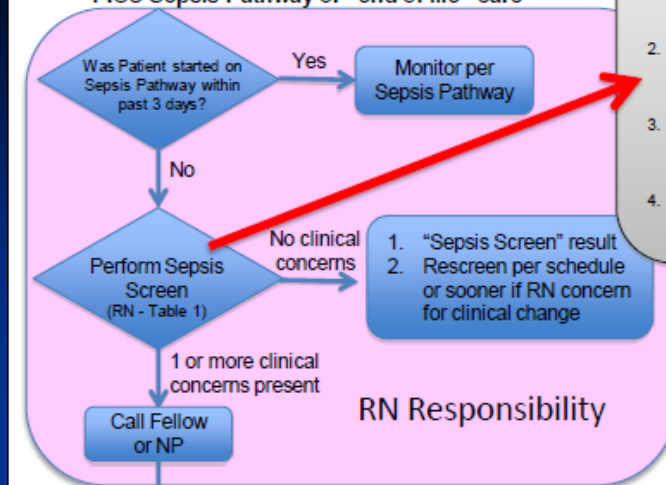 Was Patient started on
Sepsis Pathway within
past 3 days?
Yes
Monitor per
Sepsis Pathway
No
Perform Sepsis
Screen
(RN - Table 1)
No clinical
concerns
1. "Sepsis Screen" result
2. Rescreen per schedule
or sooner if RN concern
for clinical change
1 or more clinical
concerns present
Call Fellow
or NP
RN Responsibility
2.
3.
4.